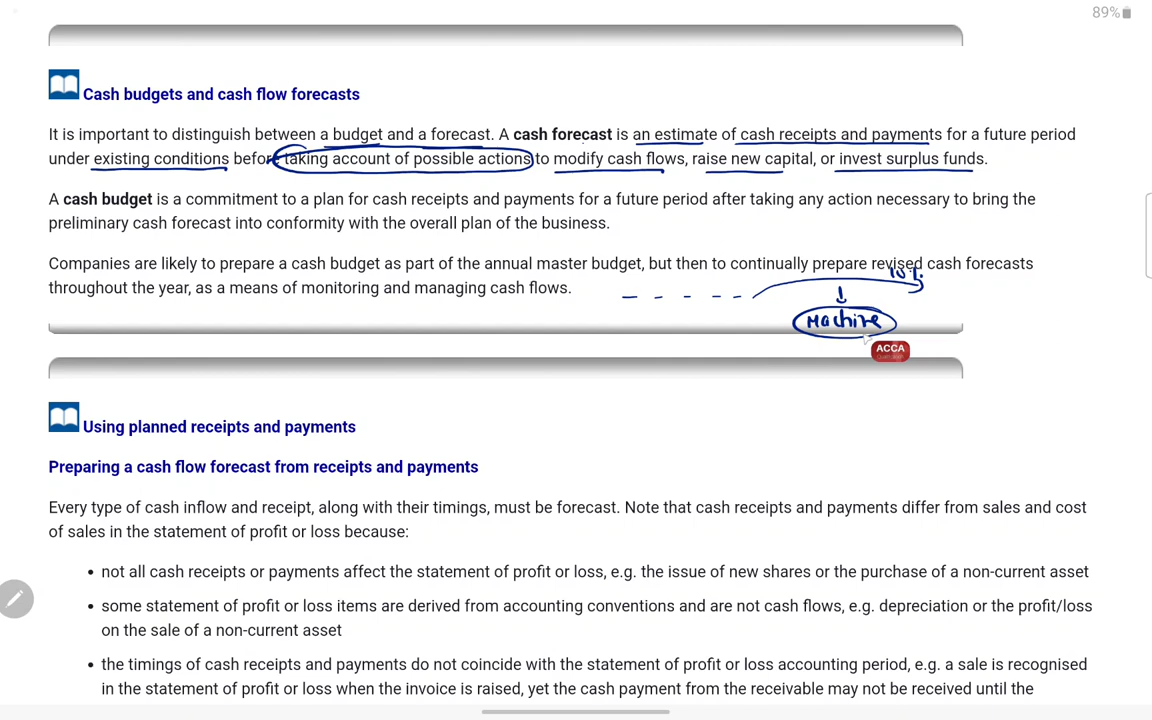 89%
Cash budgets and cash flow forecasts
It is important to distinguish between a budget and a forecast. A cash forecast is an estimate of cash receipts and payments for a future period
under existing conditions before taking account of possible actions to modify cash flows, raise new capital, or invest surplus funds.
A cash budget is a commitment to a plan for cash receipts and payments for a future period after taking any action necessary to bring the
preliminary cash forecast into conformity with the overall plan of the business.
Companies are likely to prepare a cash budget as part of the annual master budget, but then to continually prepare revised cash forecasts
10%
throughout the year, as a means of monitoring and managing cash flows.
Machine
ACCA
Using planned receipts and payments
Preparing a cash flow forecast from receipts and payments
Every type of cash inflow and receipt, along with their timings, must be forecast. Note that cash receipts and payments differ from sales and cost
of sales in the statement of profit or loss because:
• not all cash receipts or payments affect the statement of profit or loss, e.g. the issue of new shares or the purchase of a non-current asset
• some statement of profit or loss items are derived from accounting conventions and are not cash flows, e.g. depreciation or the profit/loss
on the sale of a non-current asset
• the timings of cash receipts and payments do not coincide with the statement of profit or loss accounting period, e.g. a sale is recognised
in the statement of profit or loss when the invoice is raised, yet the cash payment from the receivable may not be received until the